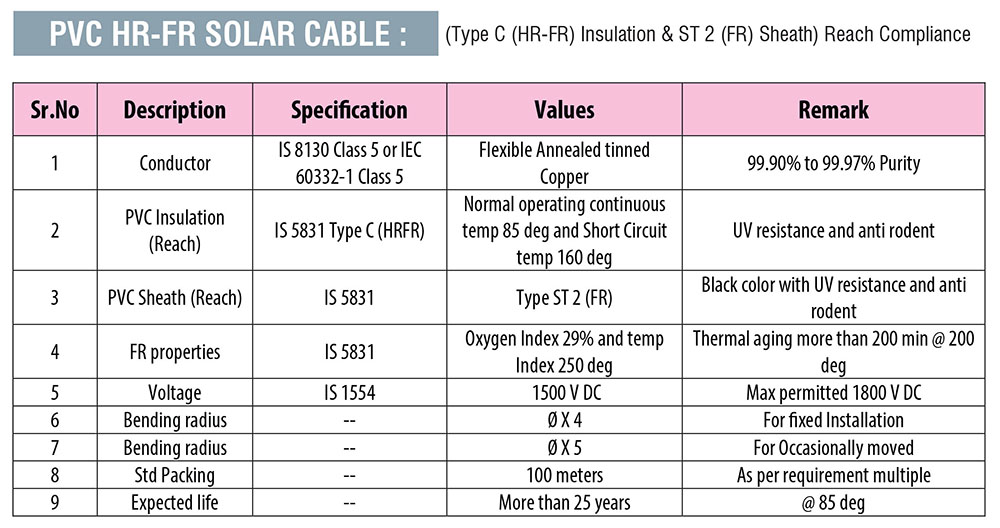 PVC HR-FR SOLAR CABLE : (Type C (HR-FR) Insulation & ST 2 (FR) Sheath) Reach Compliance
Sr.No Description Specification Values Remark
1 Conductor IS 8130 Class 5 or IEC 60332-1 Class 5 Flexible Annealed tinned Copper 99.90% to 99.97% Purity
2 PVC Insulation (Reach) IS 5831 Type C (HRFR) Normal operating continuous temp 85 deg and Short Circuit temp 160 deg UV resistance and anti rodent
3 PVC Sheath (Reach) IS 5831 Type ST 2 (FR) Black color with UV resistance and anti rodent
4 FR properties IS 5831 Oxygen Index 29% and temp Index 250 deg Thermal aging more than 200 min @ 200 deg
5 Voltage IS 1554 1500 V DC Max permitted 1800 V DC
6 Bending radius -- Ø X 4 For fixed Installation
7 Bending radius -- Ø X 5 For Occasionally moved
8 Std Packing -- 100 meters As per requirement multiple
9 Expected life -- More than 25 years @ 85 deg